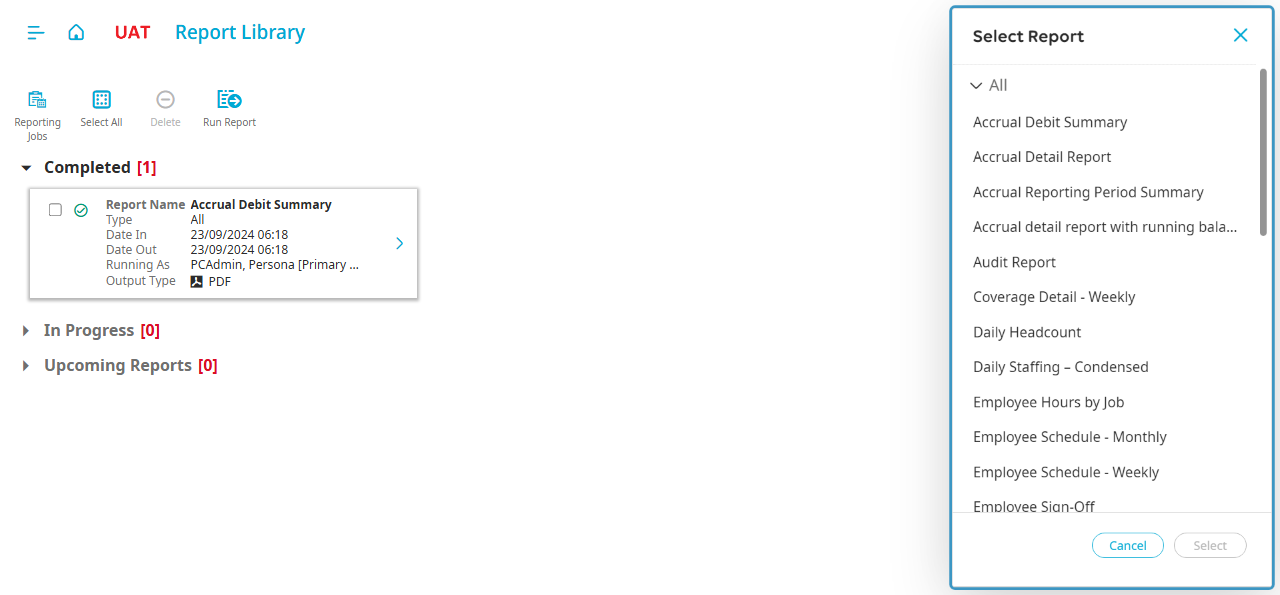 UAT Report Library
Reporting Jobs
Select All
Delete
Run Report
Completed [1]
Report Name Accrual Debit Summary
Type All
Date In 23/09/2024 06:18
Date Out 23/09/2024 06:18
Running As PCAdmin, Persona [Primary ...
Output Type PDF
In Progress [0]
Upcoming Reports [0]
Select Report
All
Accrual Debit Summary
Accrual Detail Report
Accrual Reporting Period Summary
Accrual detail report with running bala...
Audit Report
Coverage Detail - Weekly
Daily Headcount
Daily Staffing – Condensed
Employee Hours by Job
Employee Schedule - Monthly
Employee Schedule - Weekly
Employee Sign-Off
Cancel Select